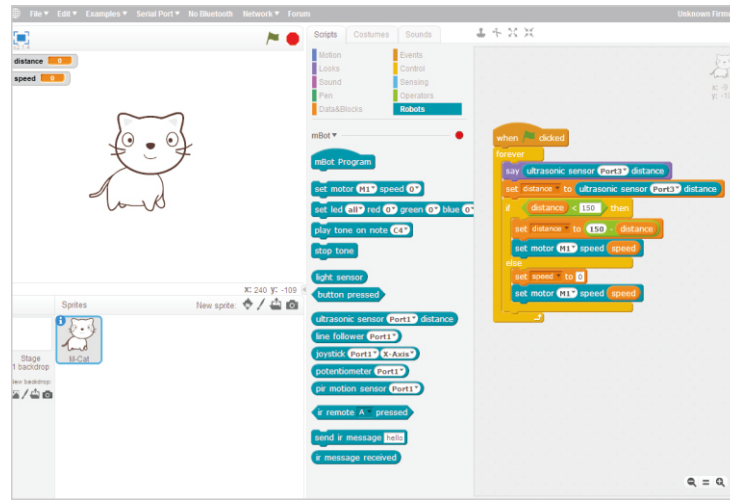 File Edit Examples Serial Port No Bluetooth Network Forum Unknown Firm
Scripts Costumes Sounds
distance 0
speed 0
Motion Events
Looks Control
Sound Sensing
Pen Operators
Data&Blocks Robots
mBot
mBot Program
set motor M1 speed 0
set led all red 0 green 0 blue 0
play tone on note C4
stop tone
light sensor
button pressed
ultrasonic sensor Port1 distance
line follower Port1
joystick Port1 X-Axis
potentiometer Port1
pir motion sensor Port1
ir remote A pressed
send ir message hello
ir message received
when clicked
forever
say ultrasonic sensor Port3 distance
set distance to ultrasonic sensor Port3 distance
if distance < 150 then
set distance to 150 - distance
set motor M1 speed speed
else
set speed to 0
set motor M1 speed speed
X: 240 y: -109
Sprites New sprite:
M-Cat
Stage
1 backdrop